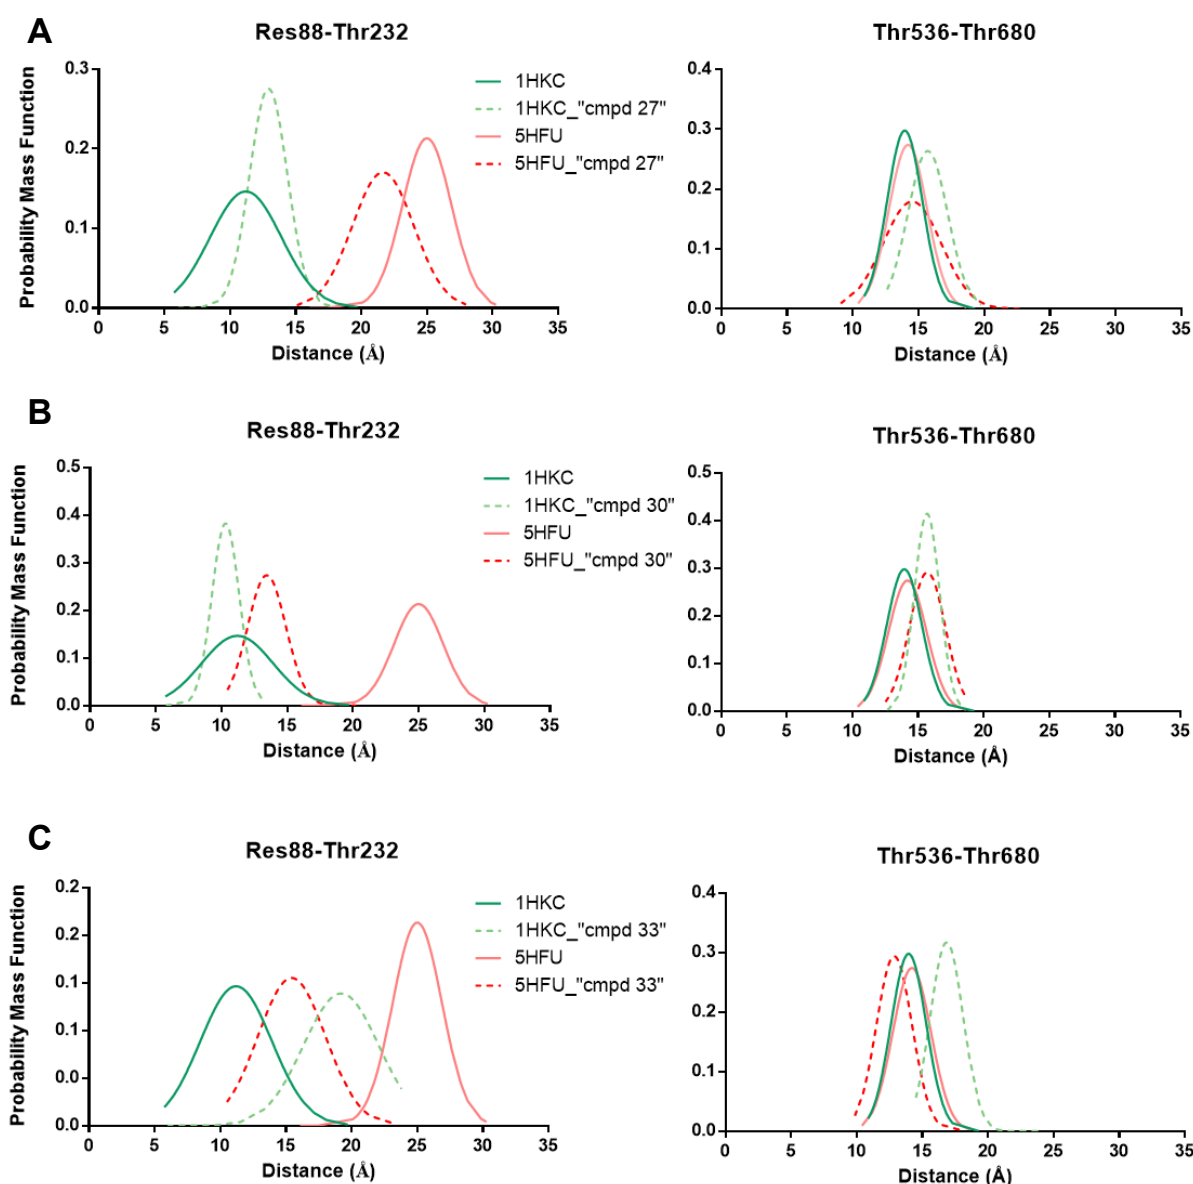 A
Res88-Thr232
Thr536-Thr680
Probability Mass Function
0.3
0.2
0.1
0.0
0 5 10 15 20 25 30 35
Distance (Å)
1HKC
1HKC_"cmpd 27"
5HFU
5HFU_"cmpd 27"
0.4
0.3
0.2
0.1
0.0
0 5 10 15 20 25 30 35
Distance (Å)
B
Res88-Thr232
Thr536-Thr680
Probability Mass Function
0.5
0.4
0.3
0.2
0.1
0.0
0 5 10 15 20 25 30 35
Distance (Å)
1HKC
1HKC_"cmpd 30"
5HFU
5HFU_"cmpd 30"
0.5
0.4
0.3
0.2
0.1
0.0
0 5 10 15 20 25 30 35
Distance (Å)
C
Res88-Thr232
Thr536-Thr680
Probability Mass Function
0.2
0.2
0.1
0.1
0.0
0.0
0 5 10 15 20 25 30 35
Distance (Å)
1HKC
1HKC_"cmpd 33"
5HFU
5HFU_"cmpd 33"
0.4
0.3
0.2
0.1
0.0
0 5 10 15 20 25 30 35
Distance (Å)